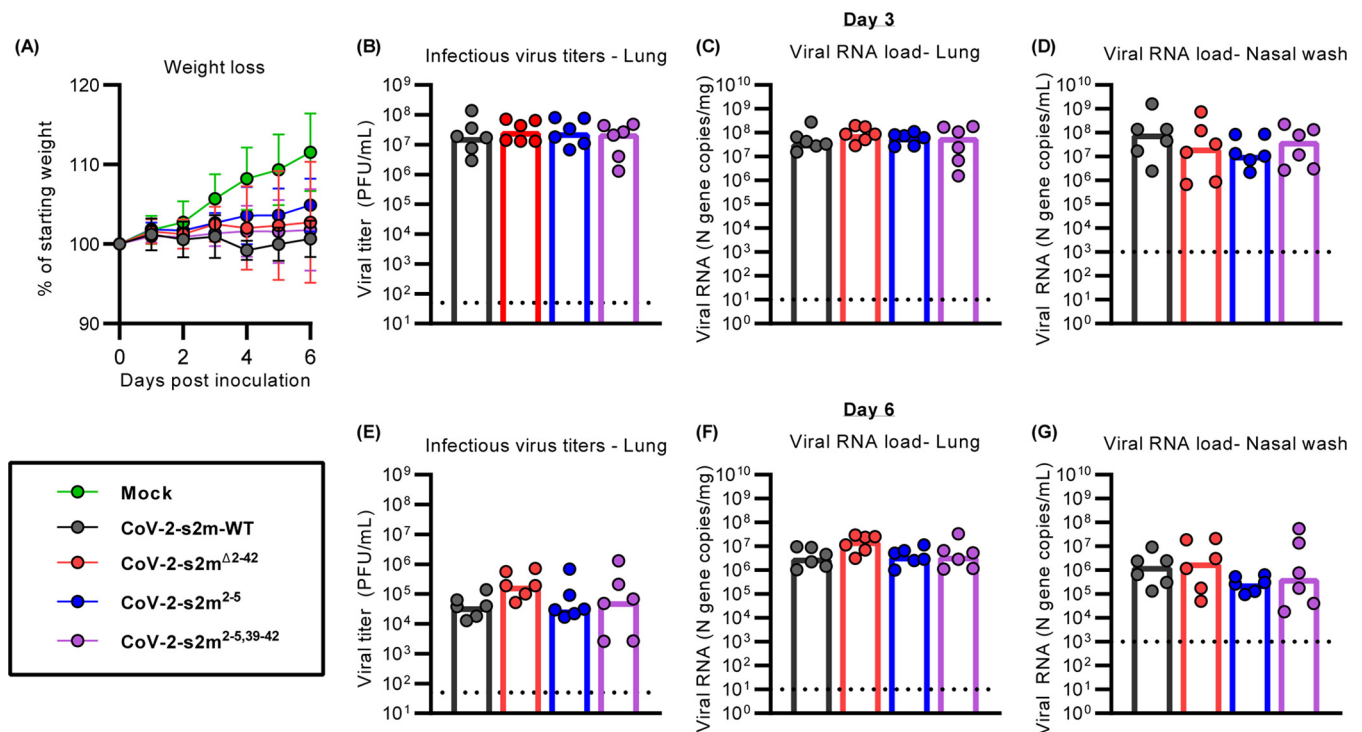 Day 3
(A)
Weight loss
% of starting weight
120
110
100
90
0 2 4 6
Days post inoculation
(B)
Infectious virus titers - Lung
Viral titer (PFU/mL)
10⁹
10⁸
10⁷
10⁶
10⁵
10⁴
10³
10²
10¹
(C)
Viral RNA load- Lung
Viral RNA (N gene copies/mg)
10¹⁰
10⁹
10⁸
10⁷
10⁶
10⁵
10⁴
10³
10²
10¹
10⁰
(D)
Viral RNA load- Nasal wash
Viral RNA (N gene copies/mL)
10¹⁰
10⁹
10⁸
10⁷
10⁶
10⁵
10⁴
10³
10²
10¹
10⁰
Mock
CoV-2-s2m-WT
CoV-2-s2m^Δ2-42
CoV-2-s2m^2-5
CoV-2-s2m^2-5,39-42
Day 6
(E)
Infectious virus titers - Lung
Viral titer (PFU/mL)
10⁹
10⁸
10⁷
10⁶
10⁵
10⁴
10³
10²
10¹
(F)
Viral RNA load- Lung
Viral RNA (N gene copies/mg)
10¹⁰
10⁹
10⁸
10⁷
10⁶
10⁵
10⁴
10³
10²
10¹
10⁰
(G)
Viral RNA load- Nasal wash
Viral RNA (N gene copies/mL)
10¹⁰
10⁹
10⁸
10⁷
10⁶
10⁵
10⁴
10³
10²
10¹
10⁰